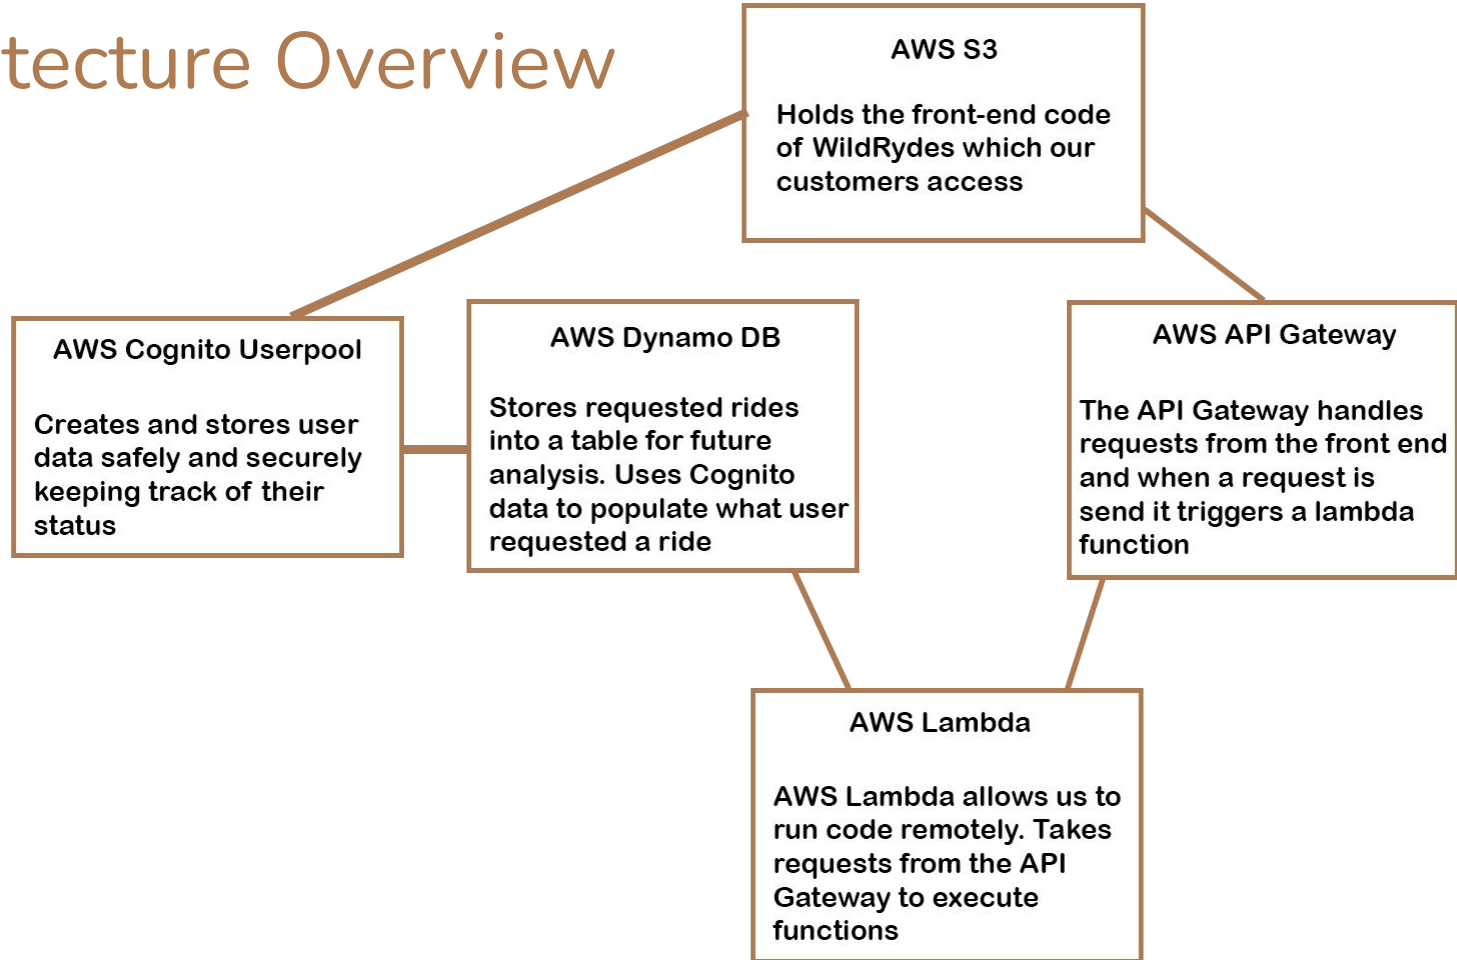 tecture Overview
AWS S3
Holds the front-end code
of WildRydes which our
customers access
AWS Cognito Userpool
Creates and stores user
data safely and securely
keeping track of their
status
AWS Dynamo DB
Stores requested rides
into a table for future
analysis. Uses Cognito
data to populate what user
requested a ride
AWS API Gateway
The API Gateway handles
requests from the front end
and when a request is
send it triggers a lambda
function
AWS Lambda
AWS Lambda allows us to
run code remotely. Takes
requests from the API
Gateway to execute
functions